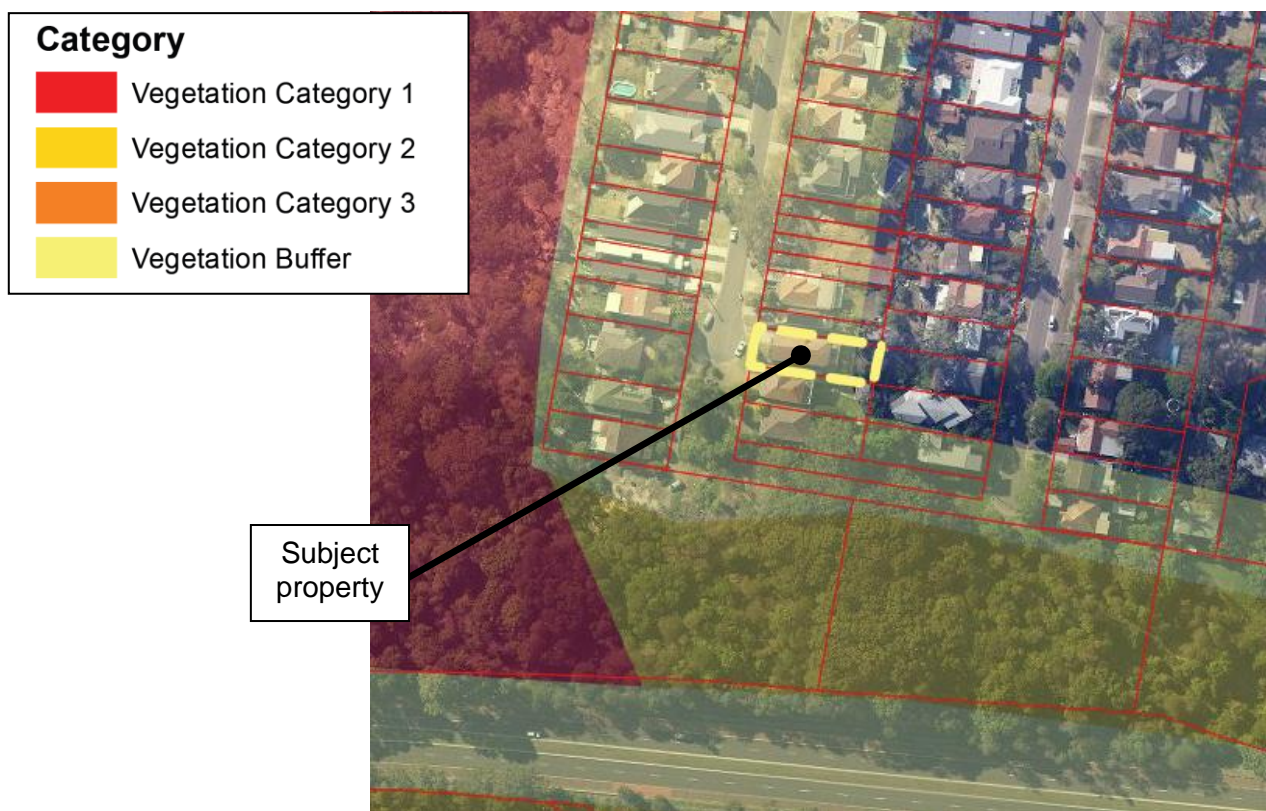 Category
Vegetation Category 1
Vegetation Category 2
Vegetation Category 3
Vegetation Buffer
Subject
property